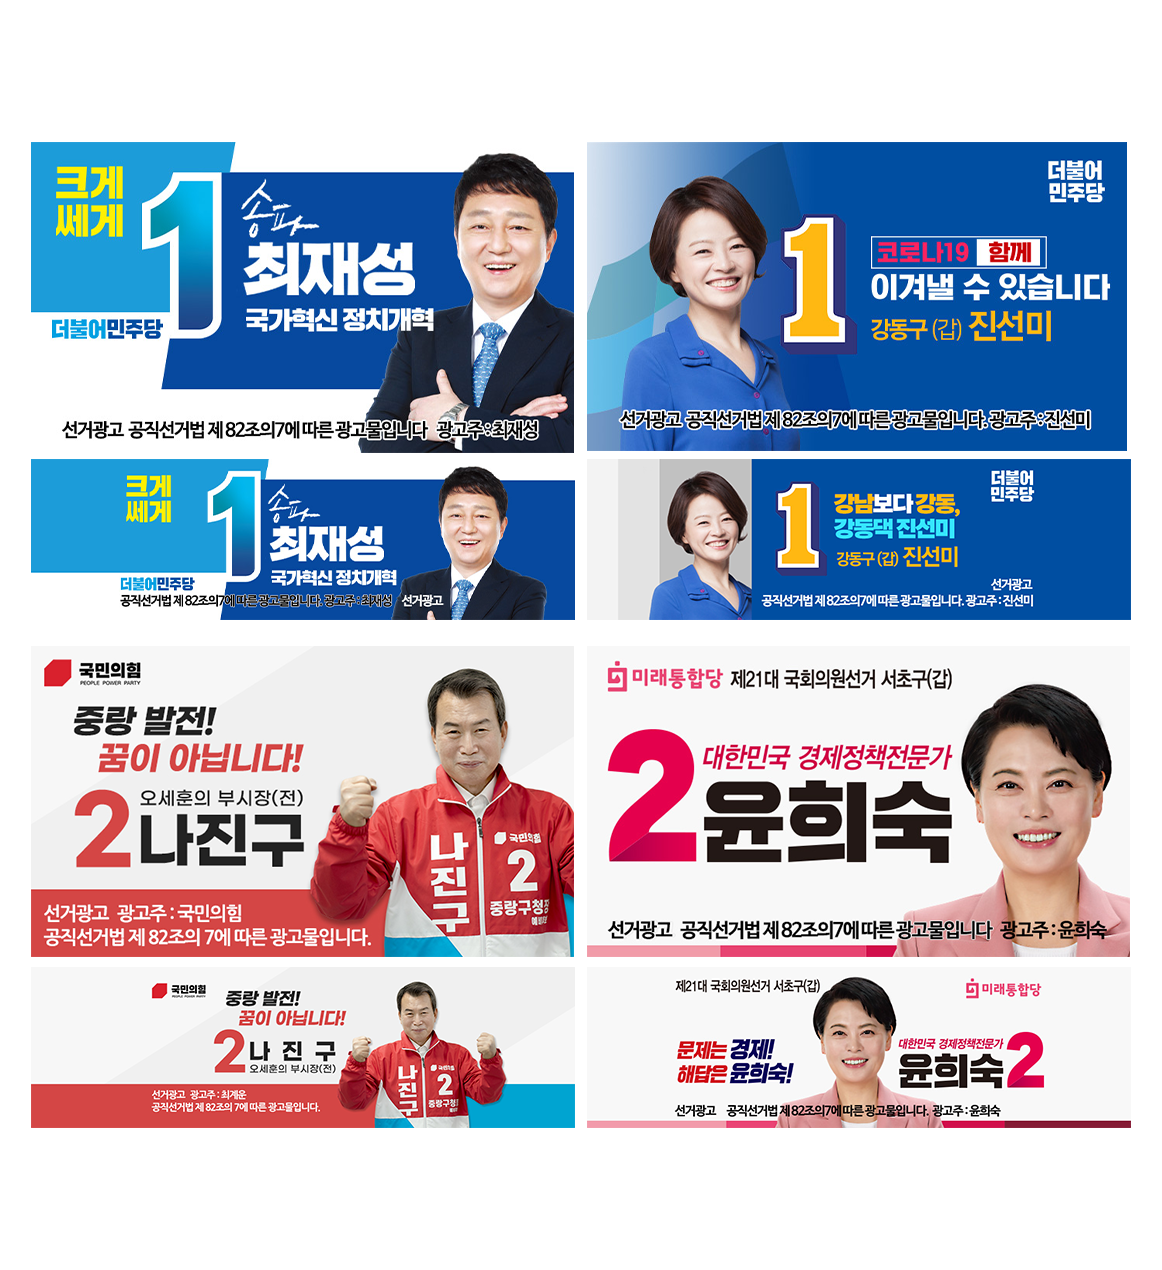 크게
쎄게
1
송파
최재성
국가혁신 정치개혁
더불어민주당
선거광고 공직선거법 제 82조의7에 따른 광고물입니다 광고주 : 최재성
더불어
민주당
1
코로나19 함께
이겨낼 수 있습니다
강동구 (갑) 진선미
선거광고 공직선거법 제 82조의7에 따른 광고물입니다. 광고주 : 진선미
크게
쎄게
1
송파
최재성
국가혁신 정치개혁
더불어민주당
공직선거법 제 82조의7에 따른 광고물입니다. 광고주 : 최재성 선거광고
더불어
민주당
1
강남보다 강동,
강동댁 진선미
강동구 (갑) 진선미
선거광고
공직선거법 제 82조의7에 따른 광고물입니다. 광고주 : 진선미
국민의힘
PEOPLE POWER PARTY
중랑 발전!
꿈이 아닙니다!
오세훈의 부시장(전)
2 나진구
나진구
국민의힘
2
중랑구청장
선거광고 광고주 : 국민의힘
공직선거법 제 82조의 7에 따른 광고물입니다.
미래통합당 제21대 국회의원선거 서초구(갑)
대한민국 경제정책전문가
2 윤희숙
선거광고 공직선거법 제 82조의7에 따른 광고물입니다 광고주 : 윤희숙
국민의힘
PEOPLE POWER PARTY
중랑 발전!
꿈이 아닙니다!
2 나 진 구
오세훈의 부시장(전)
나진구
국민의힘
2
중랑구청장
선거광고 광고주 : 최계운
공직선거법 제 82조의 7에 따른 광고물입니다.
제21대 국회의원선거 서초구(갑)
미래통합당
문제는 경제!
해답은 윤희숙!
대한민국 경제정책전문가
윤희숙 2
선거광고 공직선거법 제 82조의7에 따른 광고물입니다. 광고주 : 윤희숙